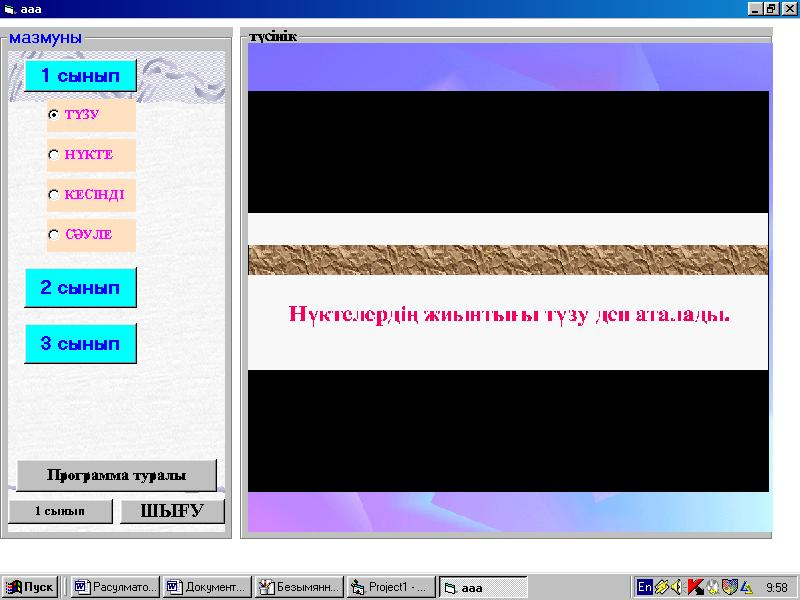 aaa
мазмуны
1 сынып
ТҮЗУ
НҮКТЕ
КЕСІНДІ
СӘУЛЕ
2 сынып
3 сынып
Программа туралы
1 сынып
ШЫҒУ
түсінік
Нүктелердің жиынтығы түзу деп аталады.
Пуск
Расулмато...
Документ...
Безымянн...
Project1 - ...
aaa
En
9:58